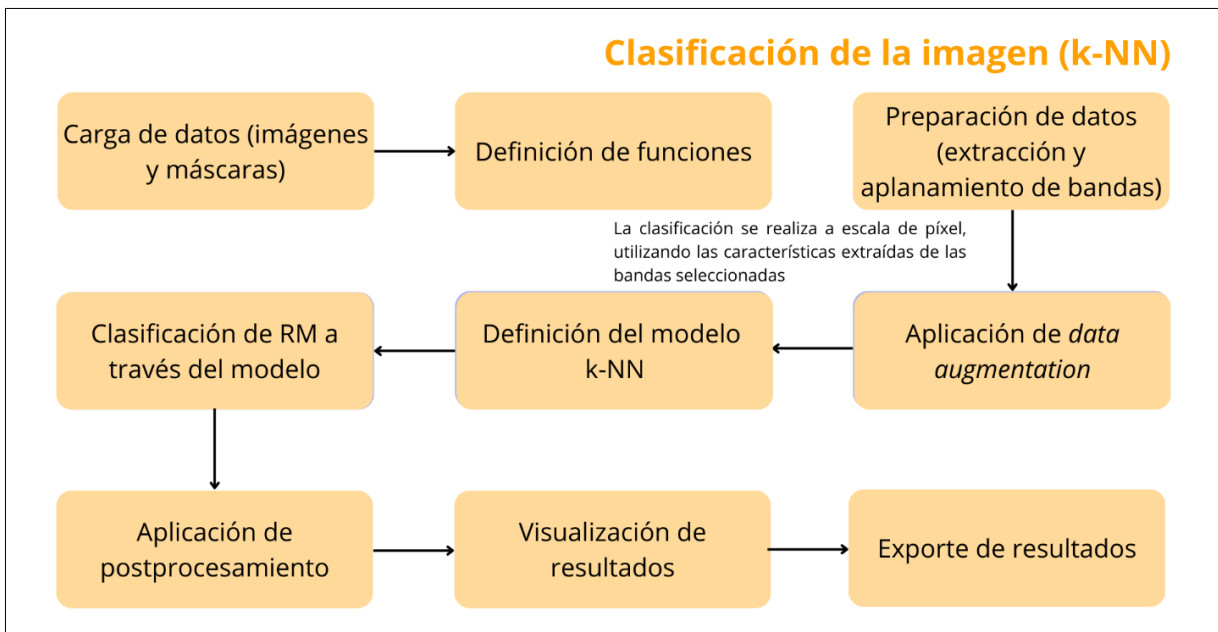 Clasificación de la imagen (k-NN)
Carga de datos (imágenes
y máscaras)
Definición de funciones
Preparación de datos
(extracción y
aplanamiento de bandas)
La clasificación se realiza a escala de píxel,
utilizando las características extraídas de las
bandas seleccionadas
Aplicación de data
augmentation
Definición del modelo
k-NN
Clasificación de RM a
través del modelo
Aplicación de
postprocesamiento
Visualización de
resultados
Exporte de resultados